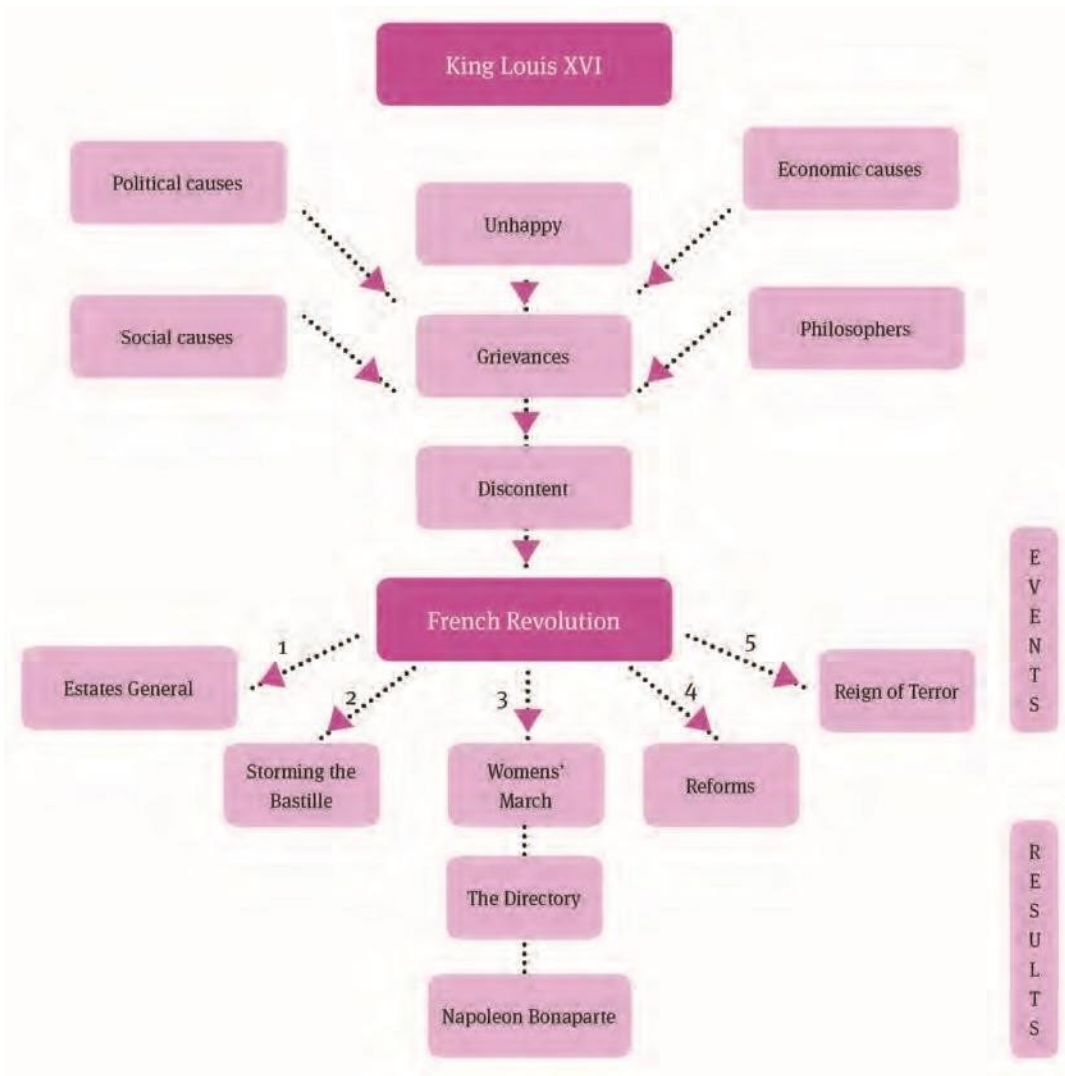 King Louis XVI
Political causes
Economic causes
Unhappy
Social causes
Philosophers
Grievances
Discontent
French Revolution
1
2
3
4
5
Estates General
Storming the
Bastille
Womens'
March
Reforms
Reign of Terror
The Directory
Napoleon Bonaparte
E
V
E
N
T
S
R
E
S
U
L
T
S